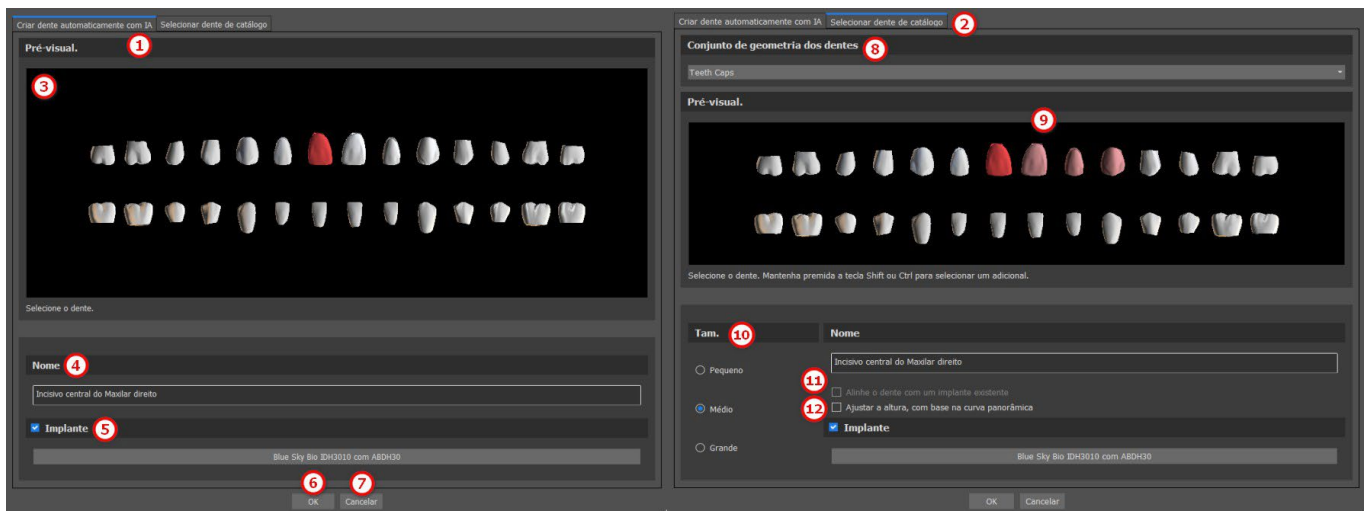 Criar dente automaticamente com IA
Selecionar dente de catálogo
1
Pré-visual.
3
Selecione o dente.
Nome
4
Incisivo central do Maxilar direito
Implante
5
Blue Sky Bio IDH3010 com ABDH30
6
7
OK
Cancelar
Criar dente automaticamente com IA
Selecionar dente de catálogo
2
Conjunto de geometria dos dentes
8
Teeth Caps
Pré-visual.
9
Selecione o dente. Mantenha premida a tecla Shift ou Ctrl para selecionar um adicional.
Tam.
10
Pequeno
Médio
Grande
Nome
Incisivo central do Maxilar direito
11
Alinhe o dente com um implante existente
12
Ajustar a altura, com base na curva panorâmica
Implante
Blue Sky Bio IDH3010 com ABDH30
OK
Cancelar